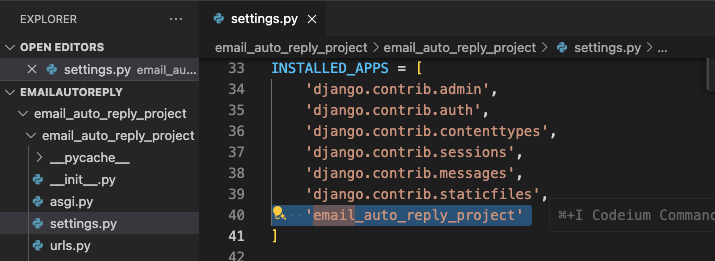 EXPLORER
···
OPEN EDITORS
× settings.py email_au...
EMAILAUTOREPLY
email_auto_reply_project
email_auto_reply_project
__pycache__
__init__.py
asgi.py
settings.py
urls.py
settings.py ×
email_auto_reply_project > email_auto_reply_project > settings.py > ...
33 INSTALLED_APPS = [
34 'django.contrib.admin',
35 'django.contrib.auth',
36 'django.contrib.contenttypes',
37 'django.contrib.sessions',
38 'django.contrib.messages',
39 'django.contrib.staticfiles',
40 'email_auto_reply_project'
⌘+I Codeium Command
41 ]
42